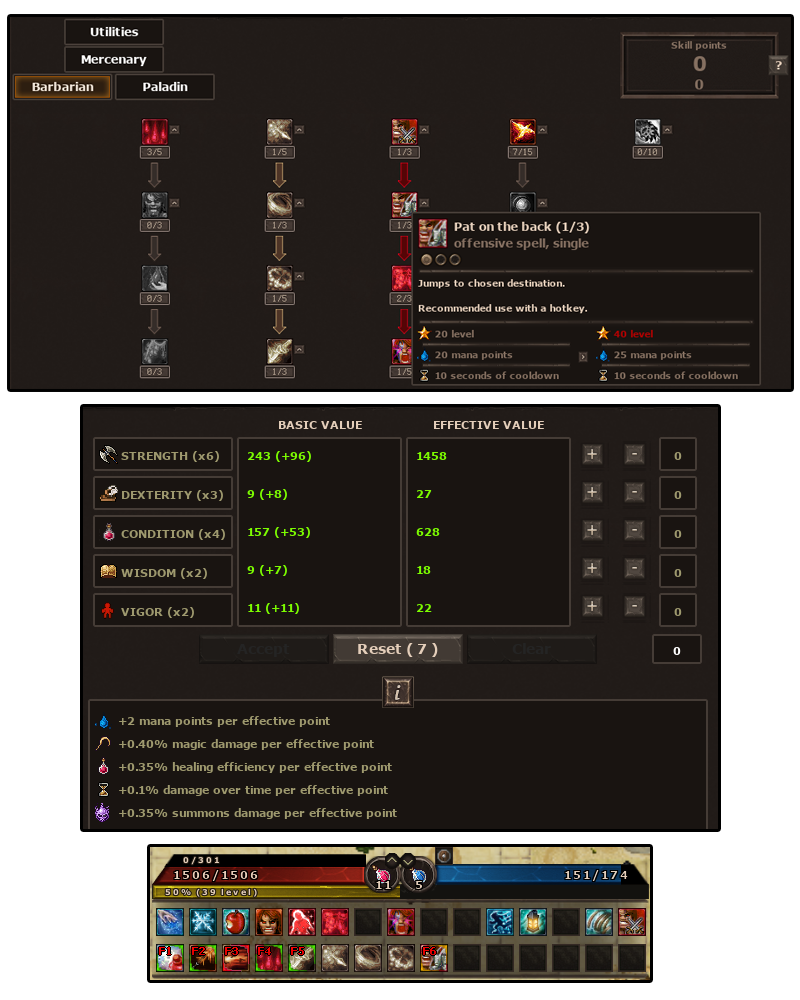 Utilities
Mercenary
Barbarian
Paladin
Skill points
0
0
?
3/5
1/5
1/3
7/15
0/10
0/3
1/3
1/3
Pat on the back (1/3)
offensive spell, single
Jumps to chosen destination.
Recommended use with a hotkey.
0/3
1/5
2/3
20 level
40 level
20 mana points
25 mana points
10 seconds of cooldown
10 seconds of cooldown
0/3
1/3
1/5
BASIC VALUE
EFFECTIVE VALUE
STRENGTH (x6)
243 (+96)
1458
+
-
0
DEXTERITY (x3)
9 (+8)
27
+
-
0
CONDITION (x4)
157 (+53)
628
+
-
0
WISDOM (x2)
9 (+7)
18
+
-
0
VIGOR (x2)
11 (+11)
22
+
-
0
Accept
Reset ( 7 )
Clear
0
i
+2 mana points per effective point
+0.40% magic damage per effective point
+0.35% healing efficiency per effective point
+0.1% damage over time per effective point
+0.35% summons damage per effective point
0/301
1506/1506
11
5
151/174
50% (39 level)
F1
F2
F3
F4
F5
F6